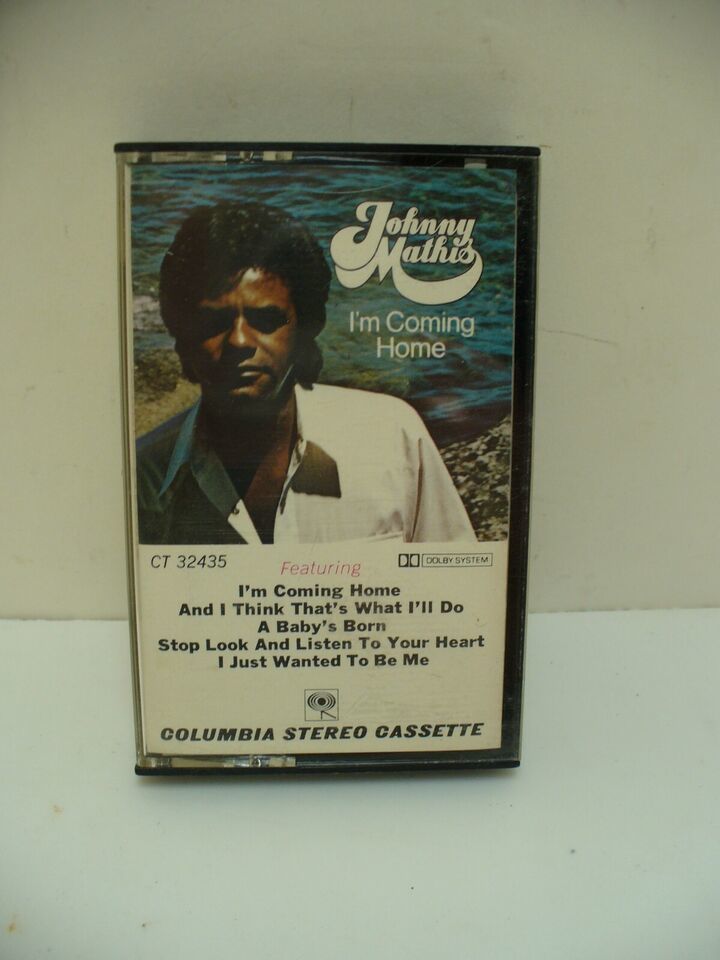 Johnny
Mathis
I'm Coming
Home
CT 32435
Featuring
DOLBY SYSTEM
I'm Coming Home
And I Think That's What I'll Do
A Baby's Born
Stop Look And Listen To Your Heart
I Just Wanted To Be Me
COLUMBIA STEREO CASSETTE